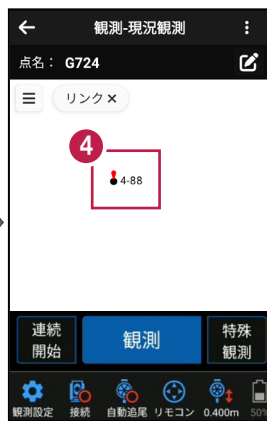 観測-現況観測
点名： G724
リンク ×
4
4-88
連続
開始
観測
特殊
観測
観測設定 接続 自動追尾 リモコン 0.400m 50%